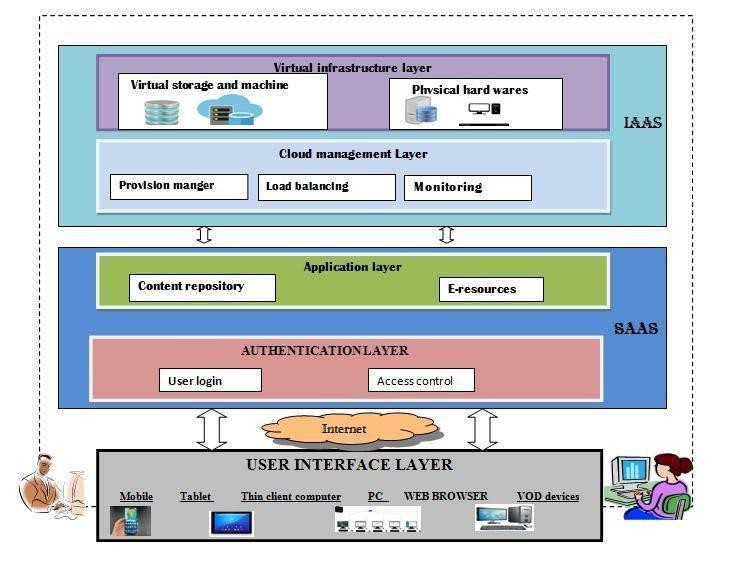 Virtual infrastructure layer
Virtual storage and machine
Physical hard wares
IAAS
Cloud management Layer
Provision manger
Load balancing
Monitoring
Application layer
Content repository
E-resources
SAAS
AUTHENTICATION LAYER
User login
Access control
Internet
USER INTERFACE LAYER
Mobile Tablet Thin client computer PC WEB BROWSER VOD devices